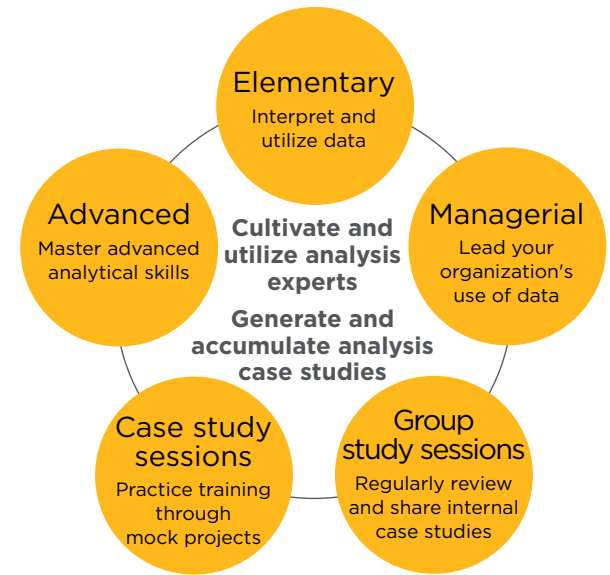 Elementary
Interpret and
utilize data
Advanced
Master advanced
analytical skills
Cultivate and
utilize analysis
experts
Generate and
accumulate analysis
case studies
Managerial
Lead your
organization's
use of data
Case study
sessions
Practice training
through
mock projects
Group
study sessions
Regularly review
and share internal
case studies